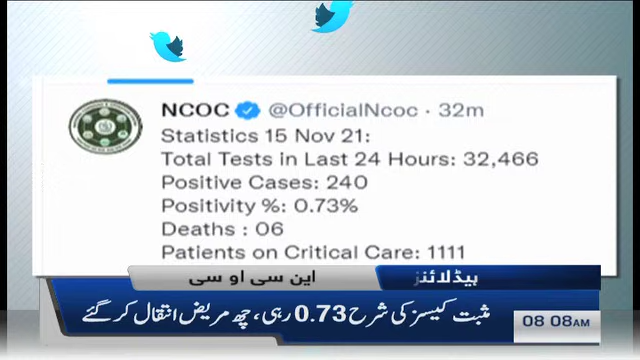 NCOC @OfficialNcoc · 32m
Statistics 15 Nov 21:
Total Tests in Last 24 Hours: 32,466
Positive Cases: 240
Positivity %: 0.73%
Deaths : 06
Patients on Critical Care: 1111
ہیڈلائنز
این سی او سی
مثبت کیسز کی شرح 0.73 رہی، چھ مریض انتقال کر گئے
08 08AM